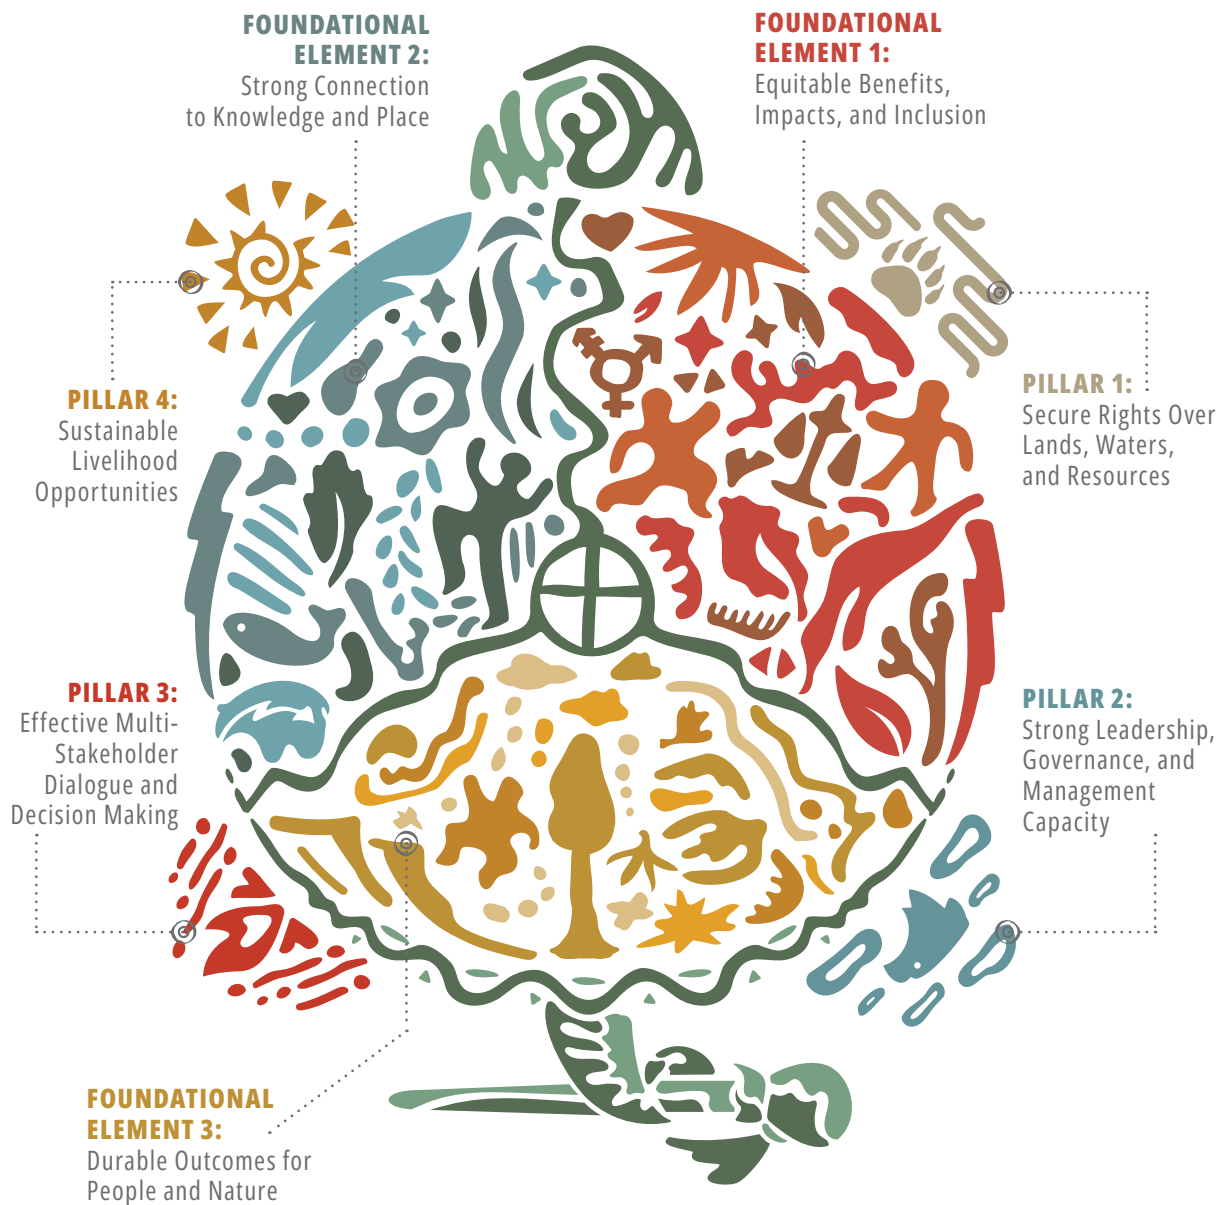 FOUNDATIONAL
ELEMENT 2:
Strong Connection
to Knowledge and Place
FOUNDATIONAL
ELEMENT 1:
Equitable Benefits,
Impacts, and Inclusion
PILLAR 4:
Sustainable
Livelihood
Opportunities
PILLAR 1:
Secure Rights Over
Lands, Waters,
and Resources
PILLAR 3:
Effective Multi-
Stakeholder
Dialogue and
Decision Making
PILLAR 2:
Strong Leadership,
Governance, and
Management
Capacity
FOUNDATIONAL
ELEMENT 3:
Durable Outcomes for
People and Nature